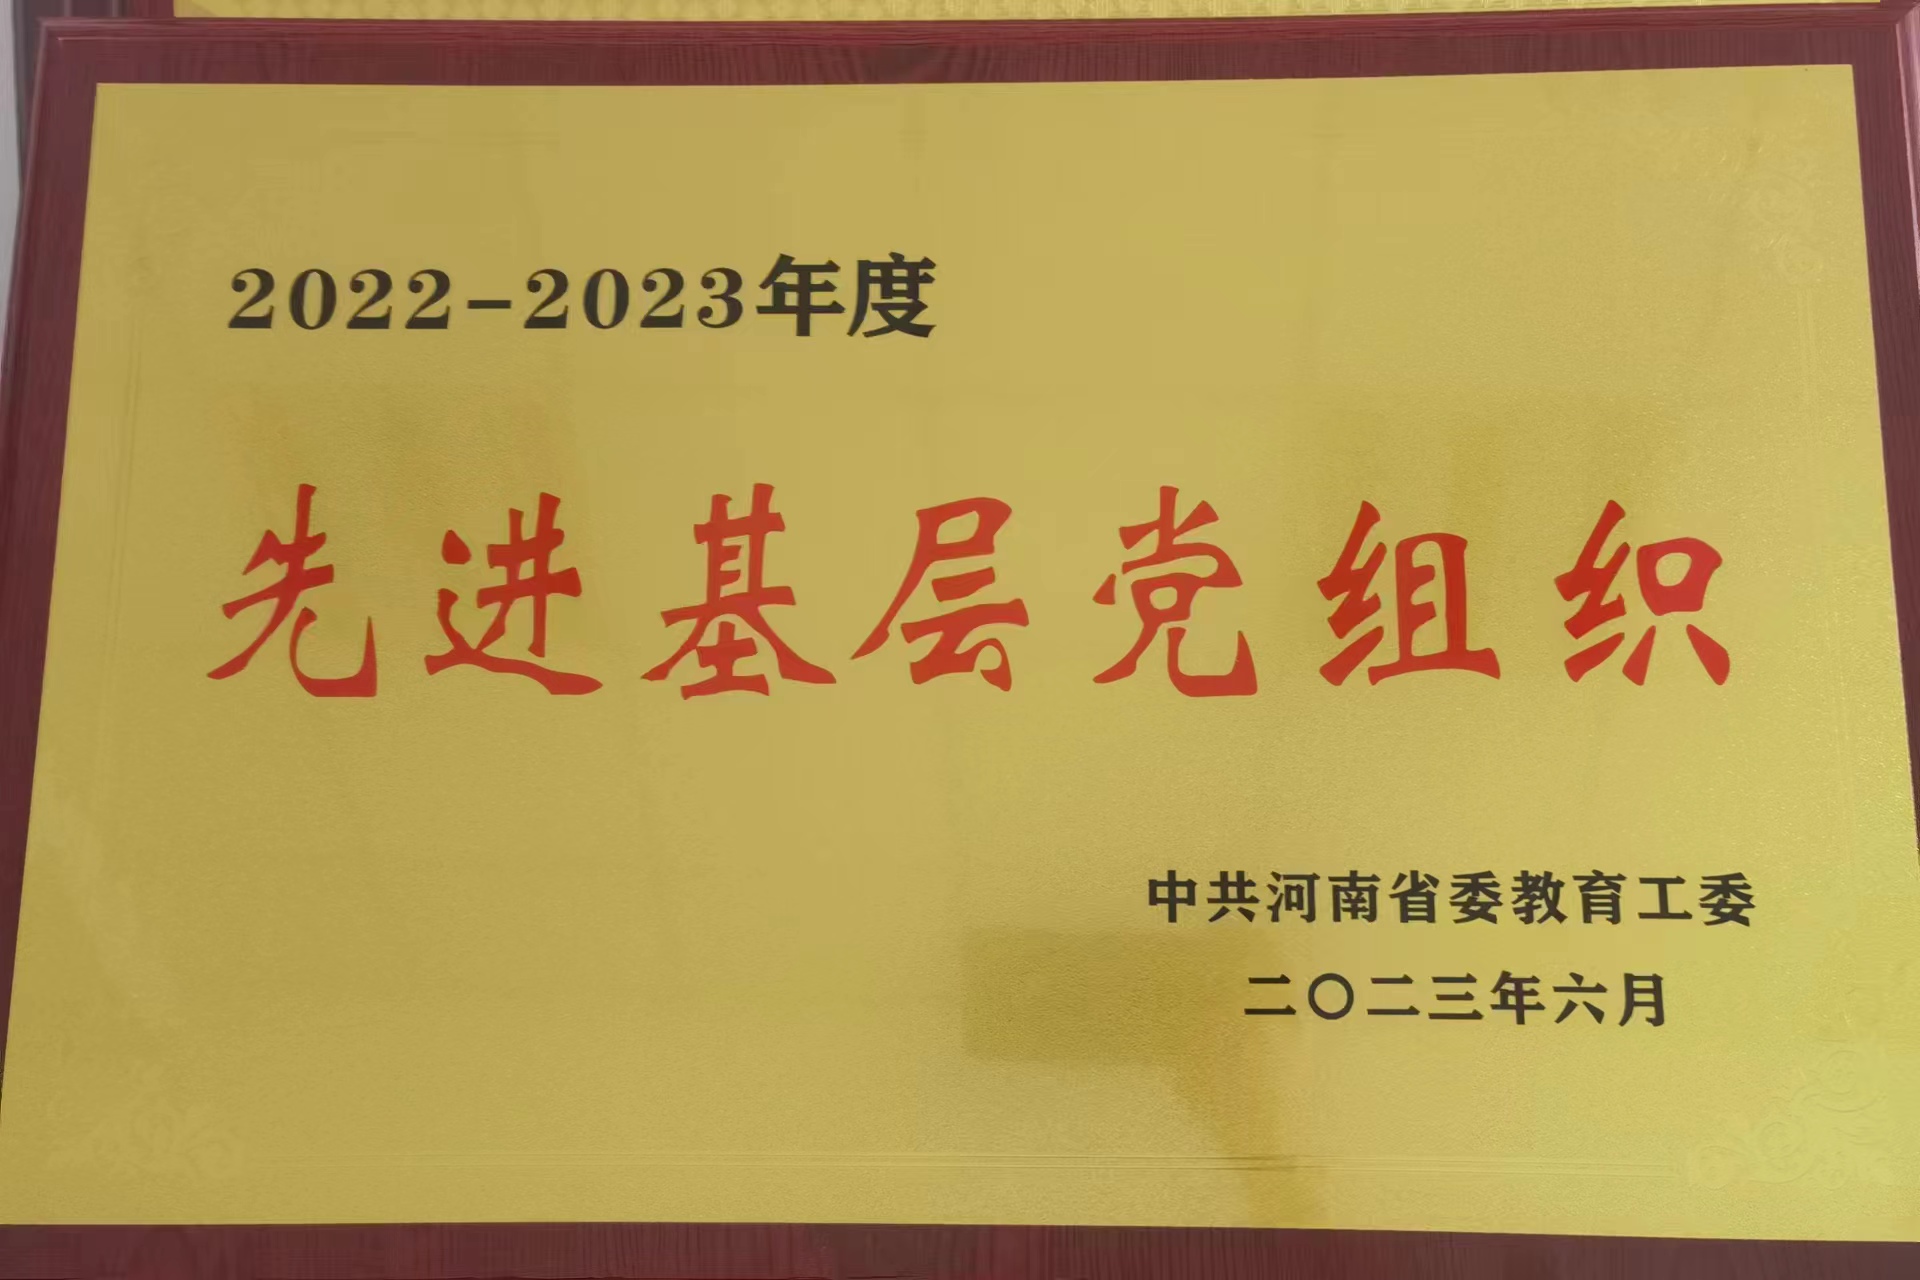 2022-2023年度
先进基层党组织
中共河南省委教育工委
二〇二三年六月